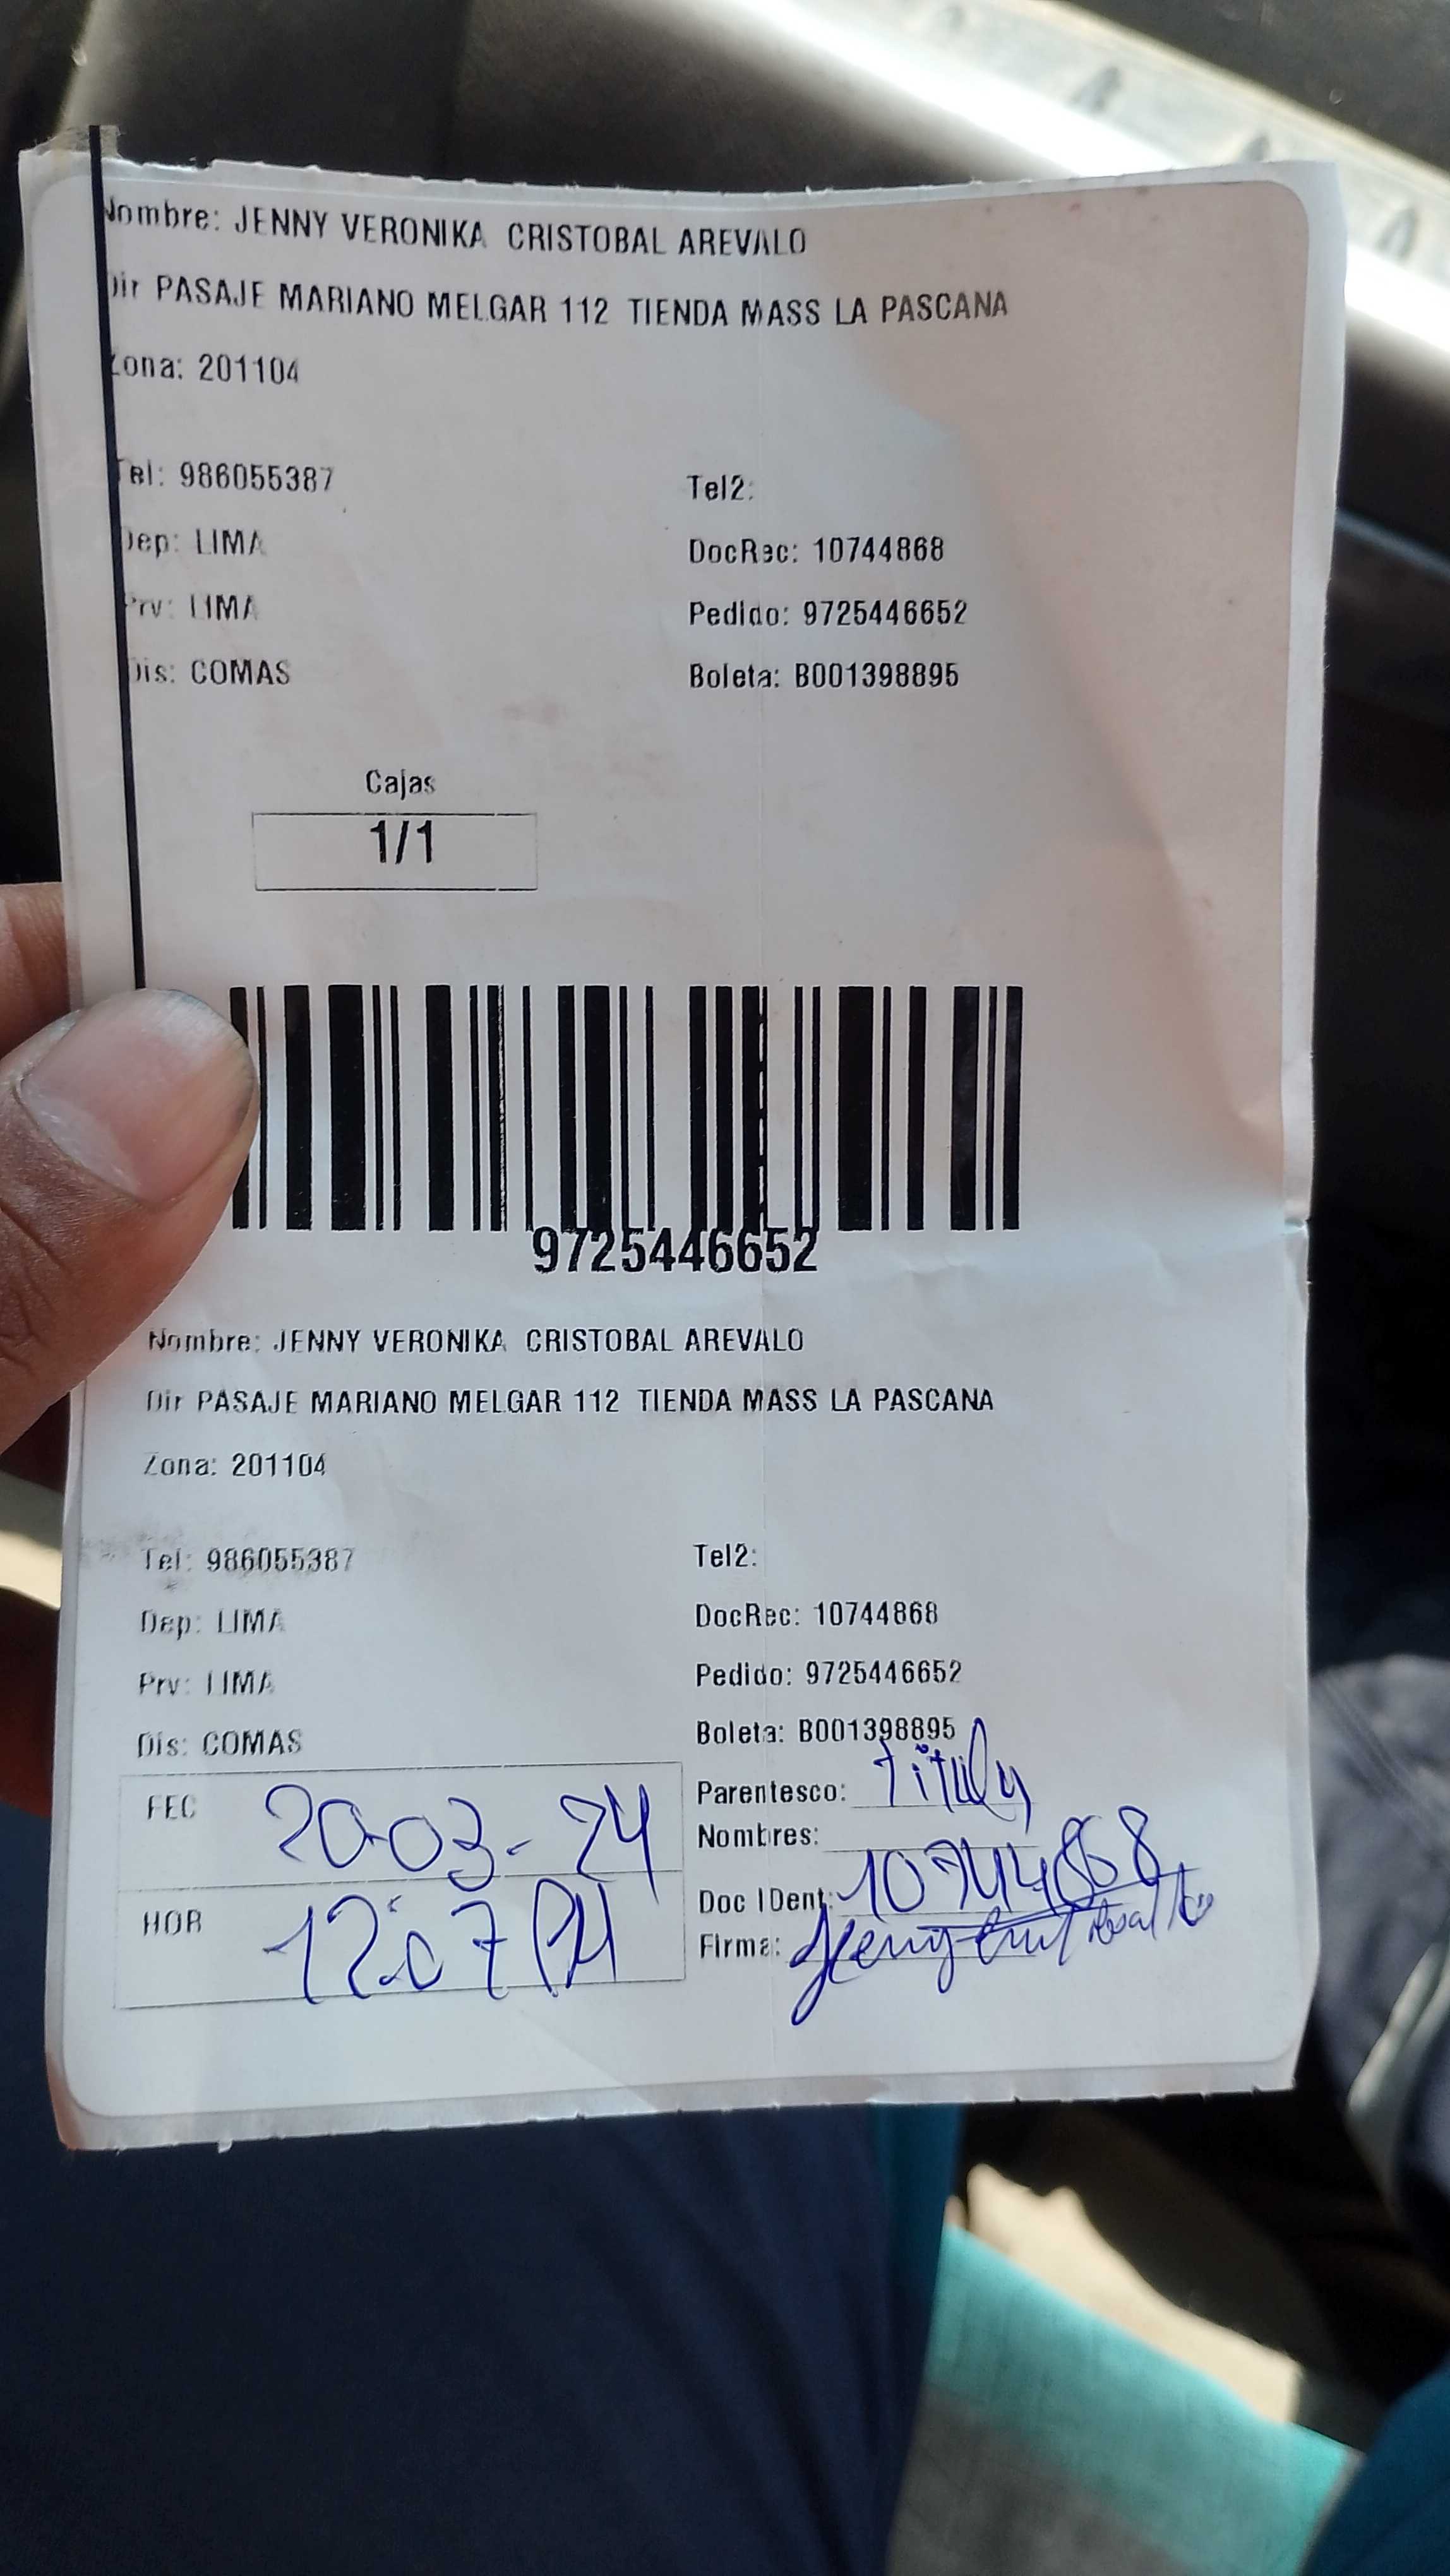 Nombre: JENNY VERONIKA CRISTOBAL AREVALO
Dir PASAJE MARIANO MELGAR 112 TIENDA MASS LA PASCANA
Zona: 201104
Tel: 986055387 Tel2:
Dep: LIMA DocRec: 10744868
Prv: LIMA Pedido: 9725446652
Dis: COMAS Boleta: B001398895
Cajas
1/1
9725446652
Nombre: JENNY VERONIKA CRISTOBAL AREVALO
Dir PASAJE MARIANO MELGAR 112 TIENDA MASS LA PASCANA
Zona: 201104
Tel: 986055387 Tel2:
Dep: LIMA DocRec: 10744868
Prv: LIMA Pedido: 9725446652
Dis: COMAS Boleta: B001398895
FEC 20-03-24 Parentesco:
Nombres:
HOR 12:07 PM Doc IDent: 10744868
Firma: